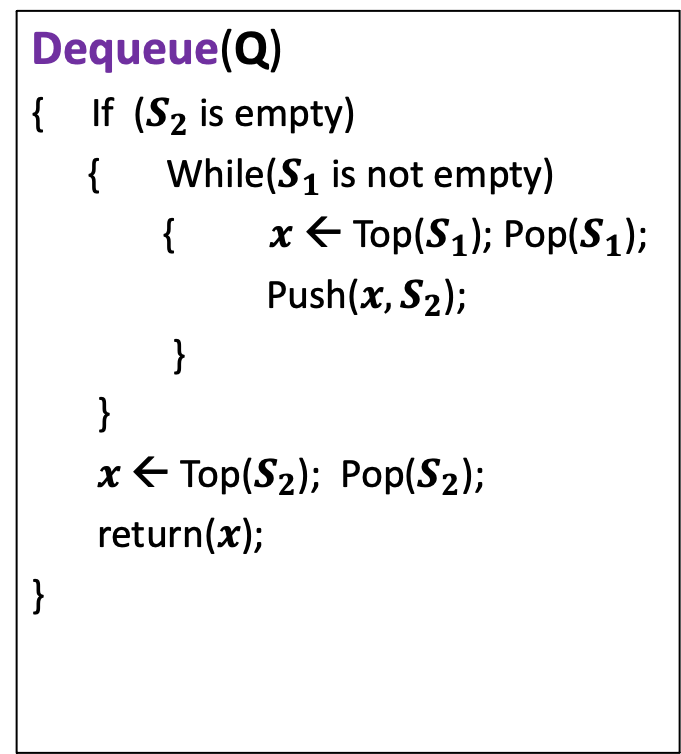 Dequeue(Q)
{ If (S₂ is empty)
{ While(S₁ is not empty)
{ x ← Top(S₁); Pop(S₁);
Push(x, S₂);
}
}
x ← Top(S₂); Pop(S₂);
return(x);
}